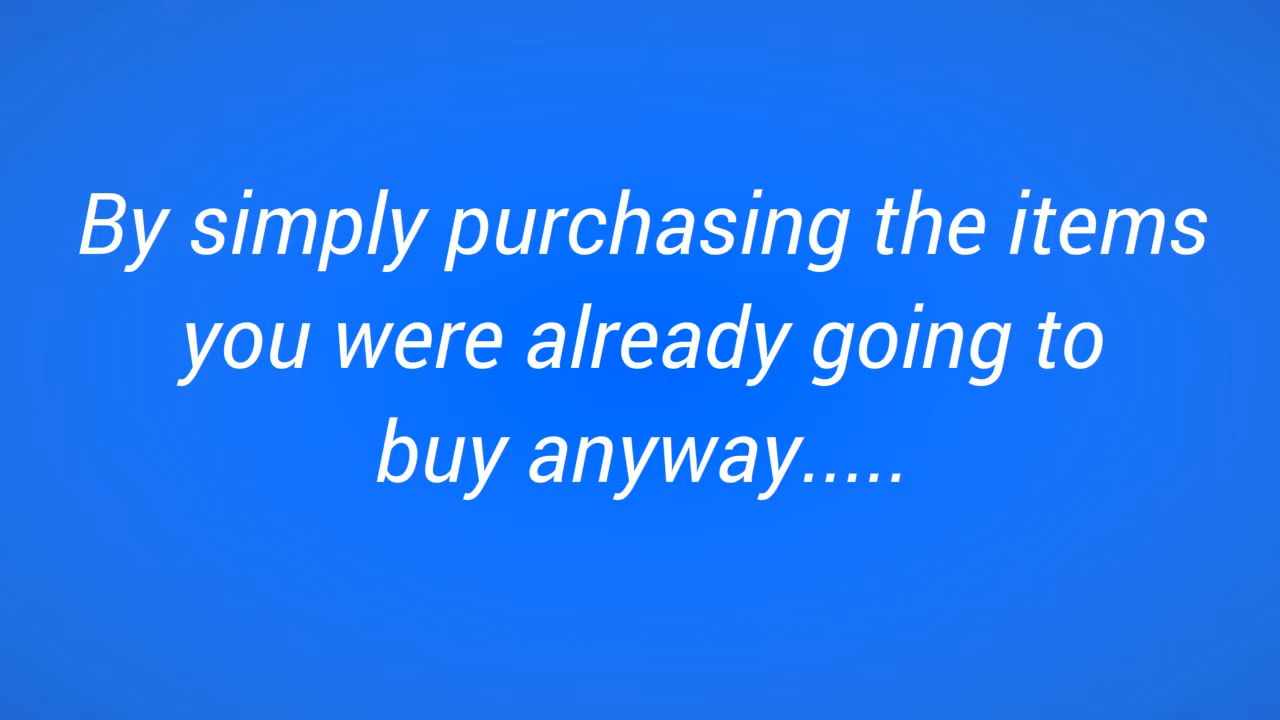 By simply purchasing the items
you were already going to
buy anyway.....